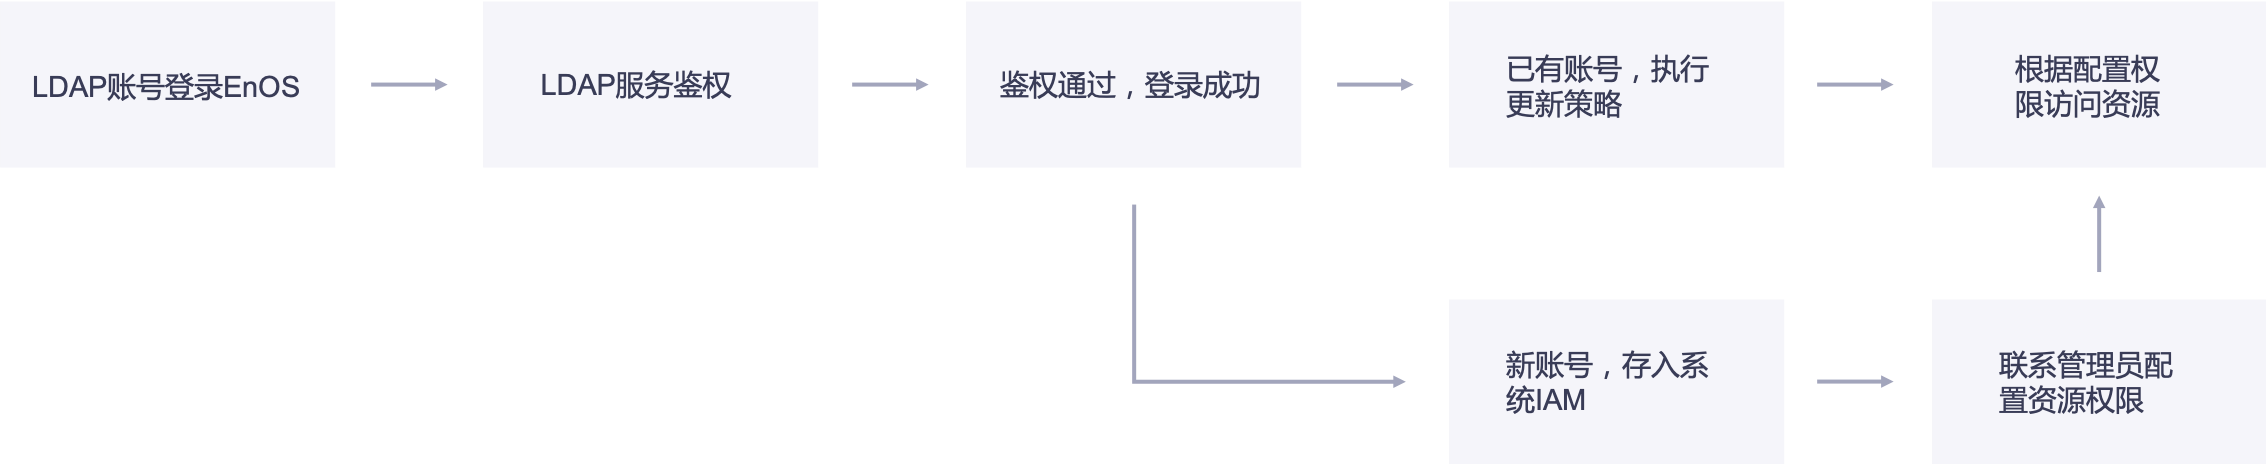 LDAP账号登录EnOS
LDAP服务鉴权
鉴权通过，登录成功
已有账号，执行
更新策略
根据配置权
限访问资源
新账号，存入系
统IAM
联系管理员配
置资源权限